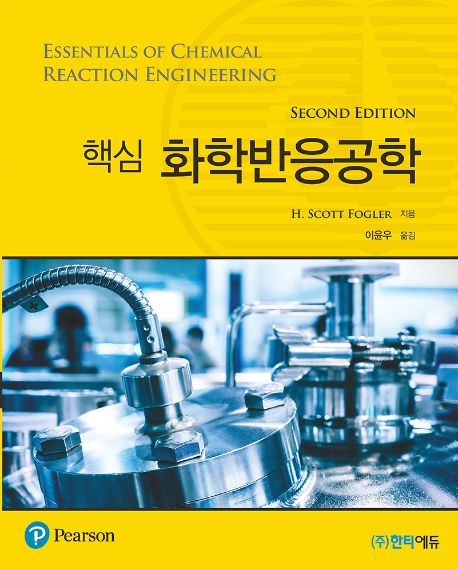 ESSENTIALS OF CHEMICAL
REACTION ENGINEERING
SECOND EDITION
핵심 화학반응공학
H. SCOTT FOGLER 지음
이윤우 옮김
Pearson
(주)한티에듀